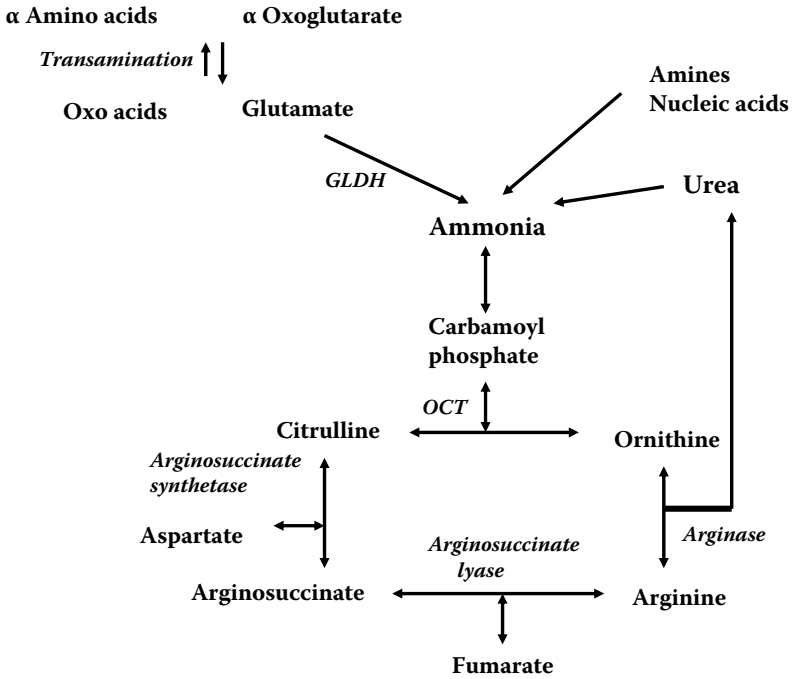 α Amino acids
α Oxoglutarate
Transamination
Oxo acids
Glutamate
Amines
Nucleic acids
GLDH
Urea
Ammonia
Carbamoyl
phosphate
OCT
Citrulline
Ornithine
Arginosuccinate
synthetase
Aspartate
Arginosuccinate
lyase
Arginase
Arginosuccinate
Arginine
Fumarate